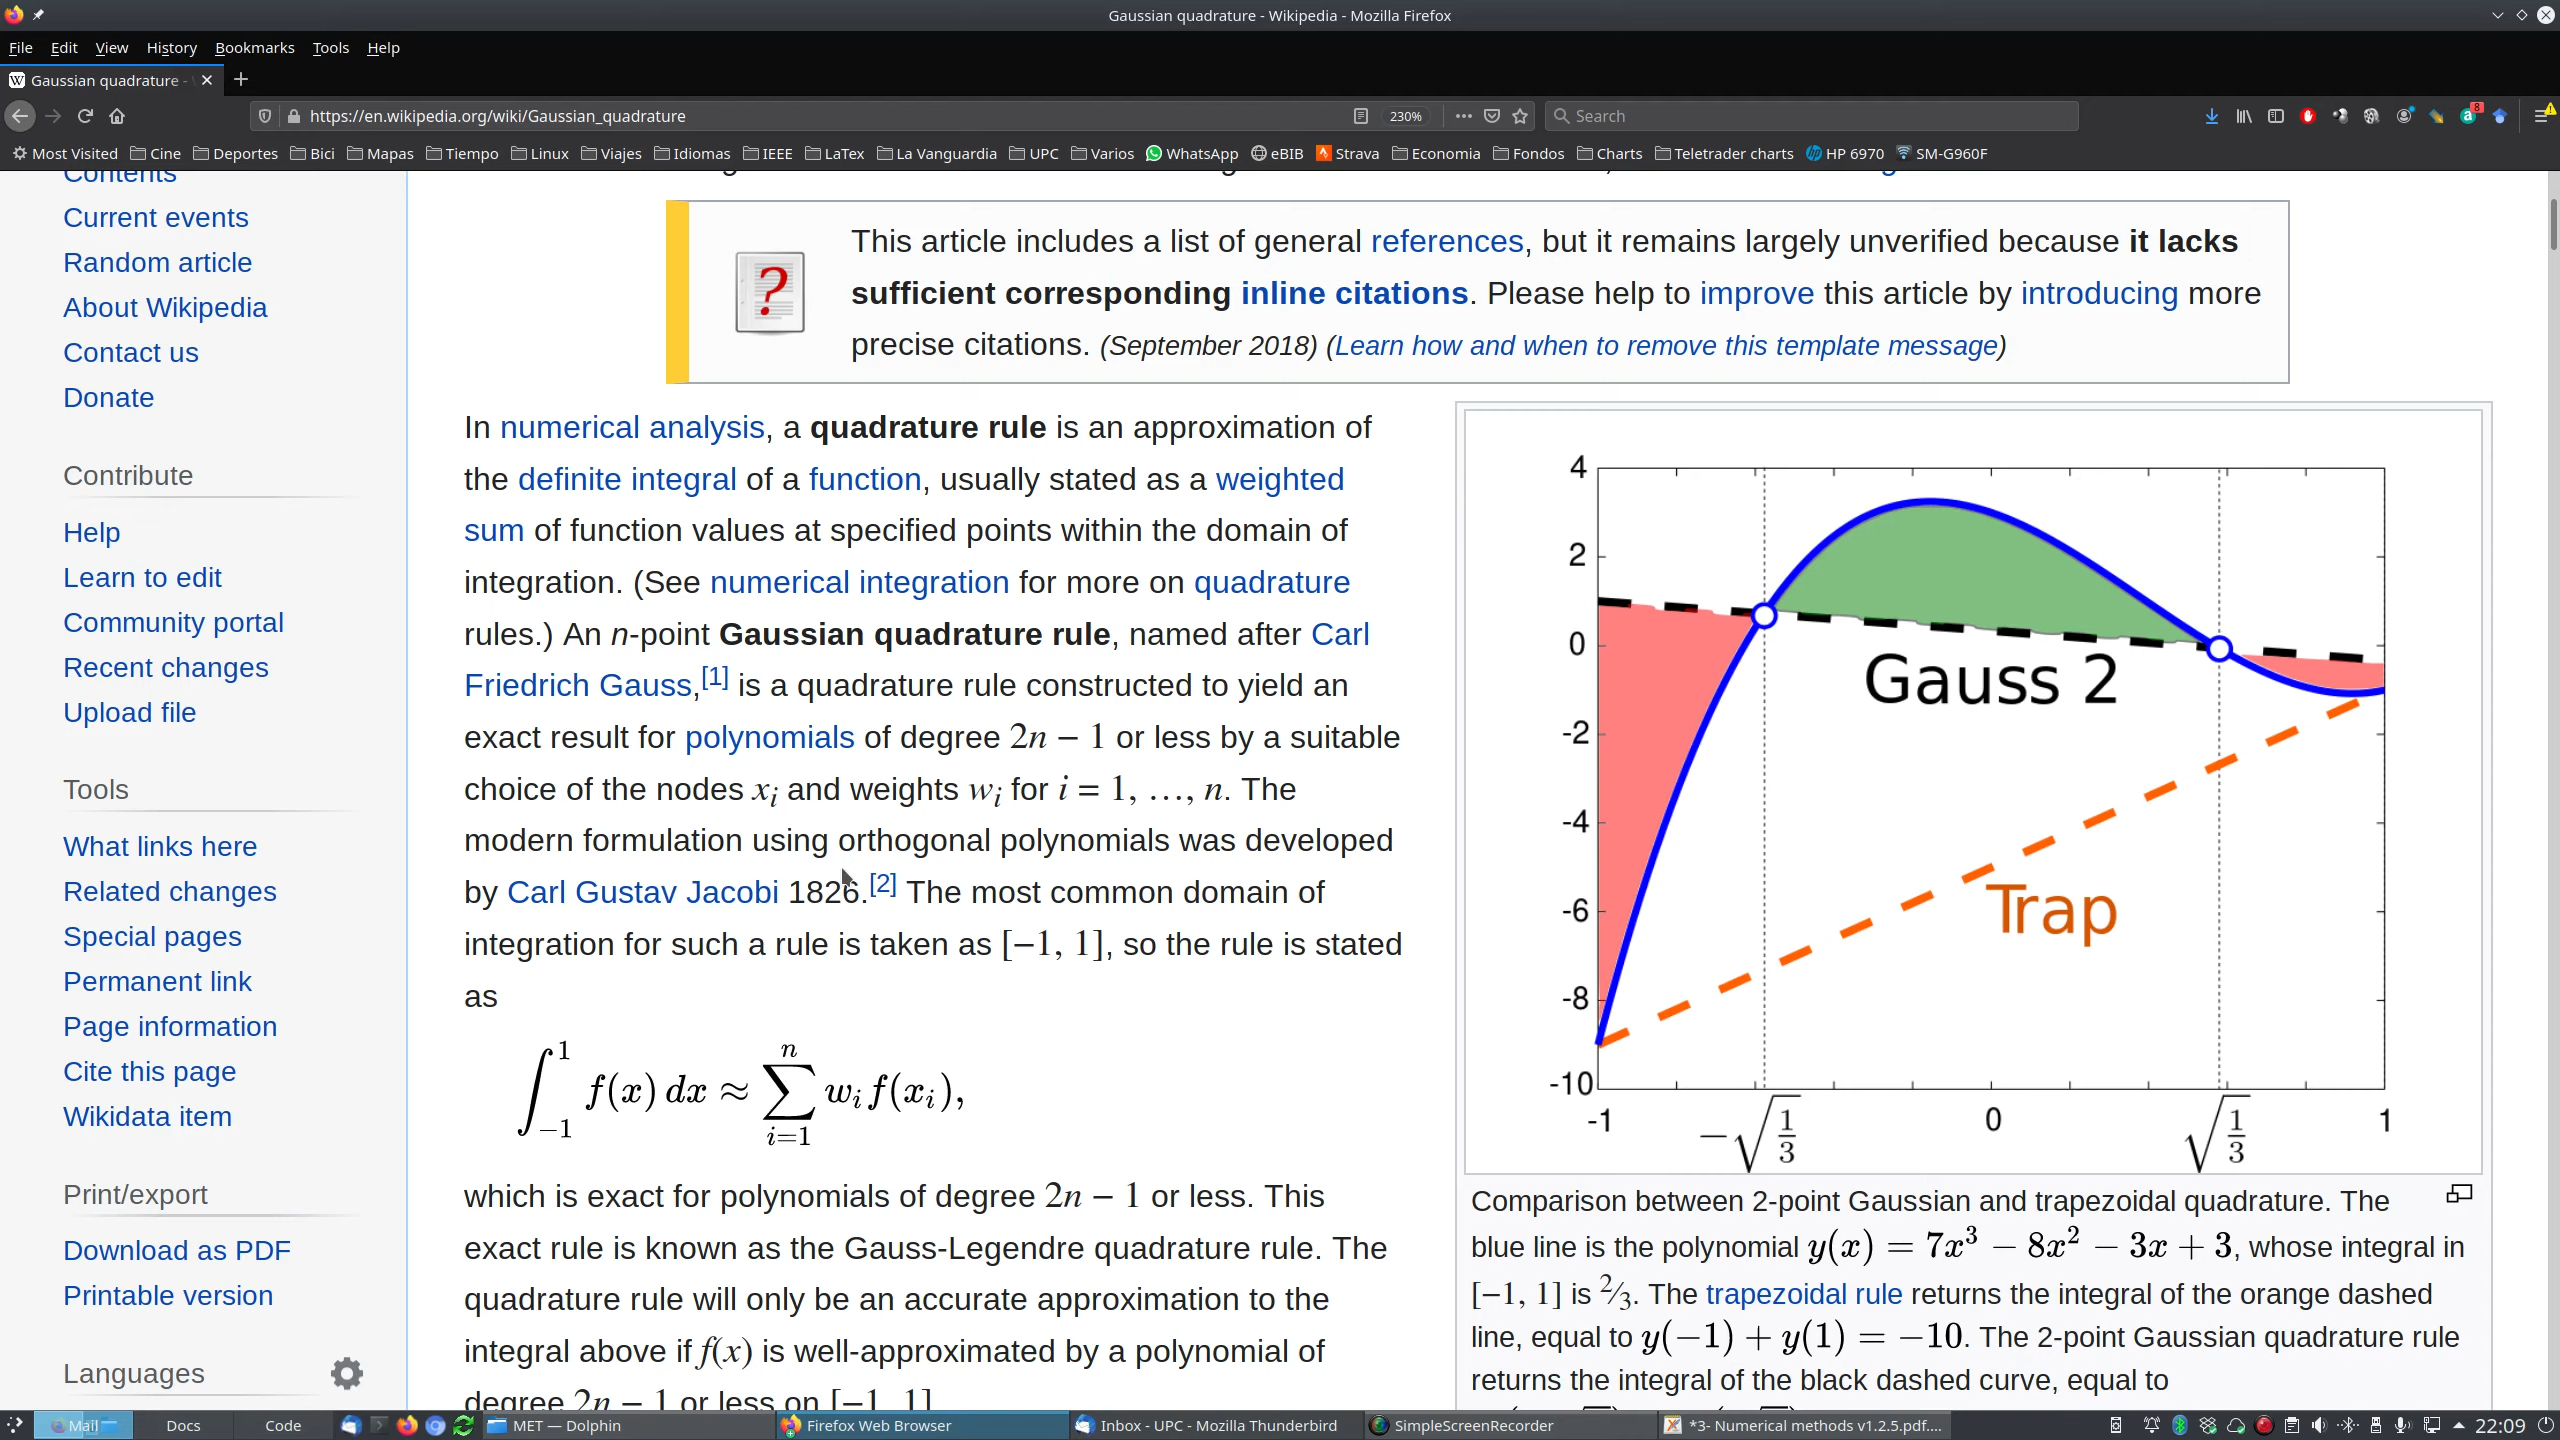 Gaussian quadrature - Wikipedia - Mozilla Firefox
File Edit View History Bookmarks Tools Help
W Gaussian quadrature -
https://en.wikipedia.org/wiki/Gaussian_quadrature 230% Search 8
Most Visited Cine Deportes Bici Mapas Tiempo Linux Viajes Idiomas IEEE LaTex La Vanguardia UPC Varios WhatsApp eBIB Strava Economia Fondos Charts Teletrader charts HP 6970 SM-G960F
Contents
Current events
Random article
About Wikipedia
Contact us
Donate
Contribute
Help
Learn to edit
Community portal
Recent changes
Upload file
Tools
What links here
Related changes
Special pages
Permanent link
Page information
Cite this page
Wikidata item
Print/export
Download as PDF
Printable version
Languages
This article includes a list of general references, but it remains largely unverified because it lacks
sufficient corresponding inline citations. Please help to improve this article by introducing more
precise citations. (September 2018) (Learn how and when to remove this template message)
In numerical analysis, a quadrature rule is an approximation of
the definite integral of a function, usually stated as a weighted
sum of function values at specified points within the domain of
integration. (See numerical integration for more on quadrature
rules.) An n-point Gaussian quadrature rule, named after Carl
Friedrich Gauss,[1] is a quadrature rule constructed to yield an
exact result for polynomials of degree 2n − 1 or less by a suitable
choice of the nodes xᵢ and weights wᵢ for i = 1, …, n. The
modern formulation using orthogonal polynomials was developed
by Carl Gustav Jacobi 1826.[2] The most common domain of
integration for such a rule is taken as [−1, 1], so the rule is stated
as
∫₋₁¹ f(x) dx ≈ ∑ᵢ₌₁ⁿ wᵢ f(xᵢ),
which is exact for polynomials of degree 2n − 1 or less. This
exact rule is known as the Gauss-Legendre quadrature rule. The
quadrature rule will only be an accurate approximation to the
integral above if f(x) is well-approximated by a polynomial of
degree 2n − 1 or less on [−1, 1]
4
2
0
-2
-4
-6
-8
-10
Gauss 2
Trap
-1 −√1/3 0 √1/3 1
Comparison between 2-point Gaussian and trapezoidal quadrature. The
blue line is the polynomial y(x) = 7x³ − 8x² − 3x + 3, whose integral in
[−1, 1] is 2⁄3. The trapezoidal rule returns the integral of the orange dashed
line, equal to y(−1) + y(1) = −10. The 2-point Gaussian quadrature rule
returns the integral of the black dashed curve, equal to
Mail Docs Code MET — Dolphin Firefox Web Browser Inbox - UPC - Mozilla Thunderbird SimpleScreenRecorder *3- Numerical methods v1.2.5.pdf.... 22:09